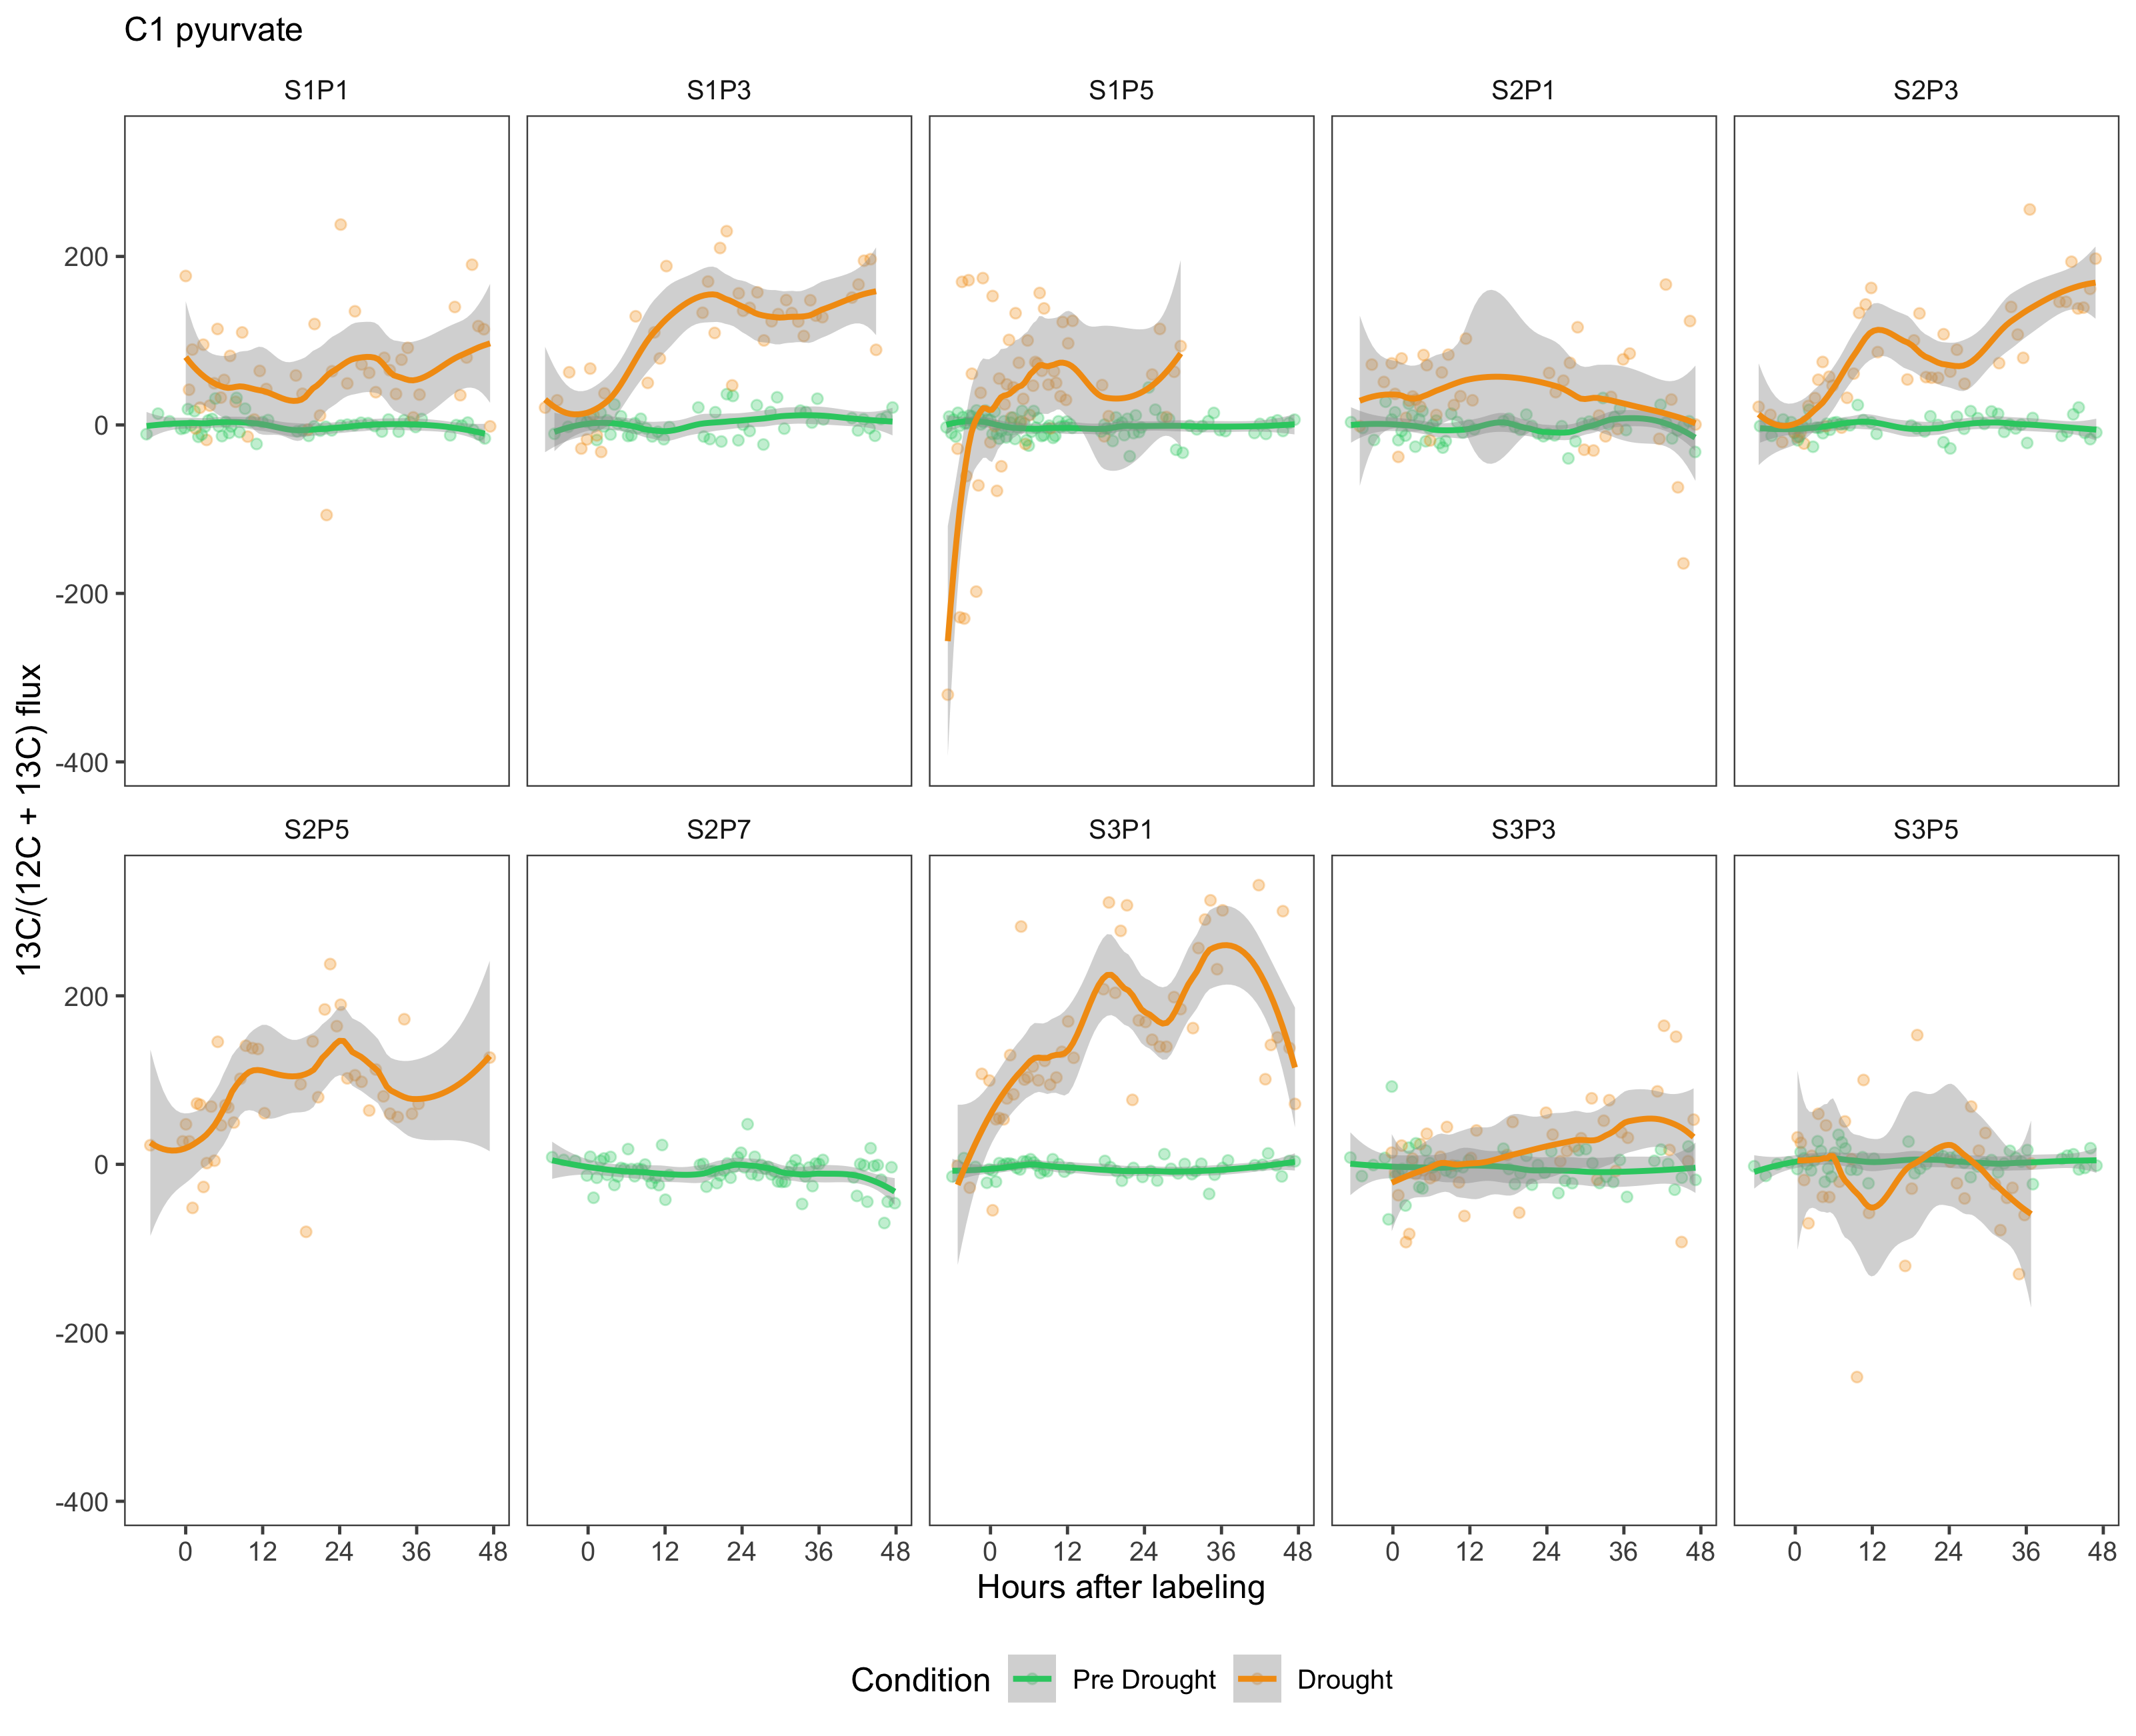 C1 pyurvate
S1P1 S1P3 S1P5 S2P1 S2P3
200
0
-200
-400
13C/(12C + 13C) flux
S2P5 S2P7 S3P1 S3P3 S3P5
200
0
-200
-400
0 12 24 36 48 0 12 24 36 48 0 12 24 36 48 0 12 24 36 48 0 12 24 36 48
Hours after labeling
Condition Pre Drought Drought